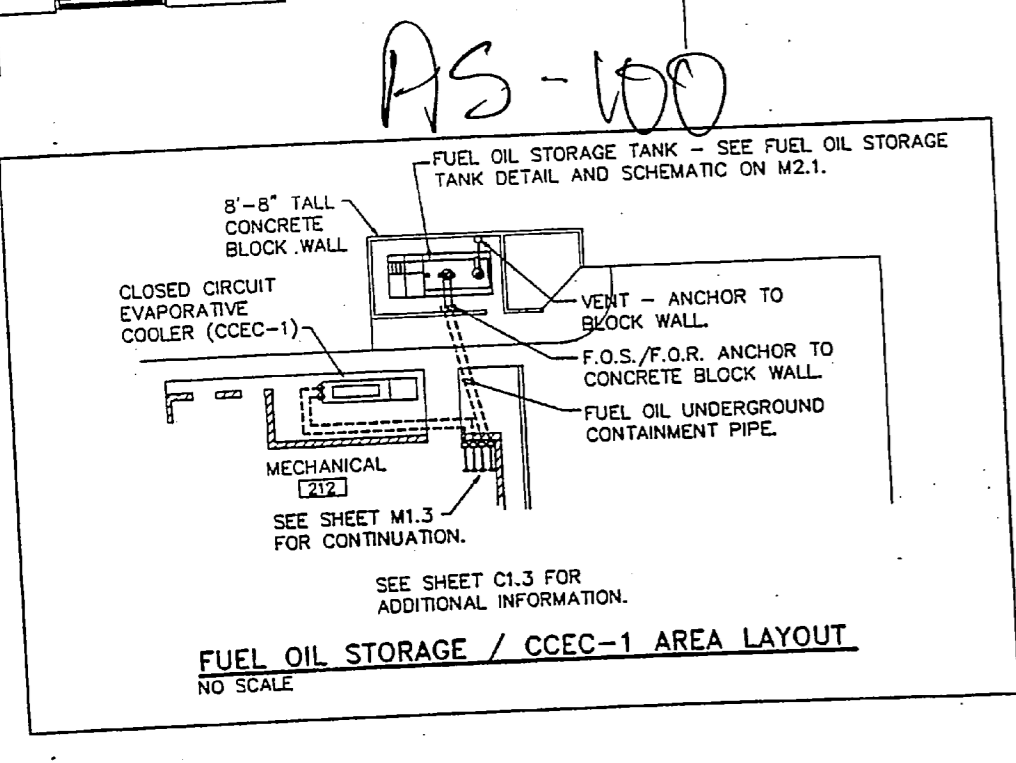 AS-100
FUEL OIL STORAGE TANK - SEE FUEL OIL STORAGE
TANK DETAIL AND SCHEMATIC ON M2.1.
8'-8" TALL
CONCRETE
BLOCK WALL
CLOSED CIRCUIT
EVAPORATIVE
COOLER (CCEC-1)
VENT - ANCHOR TO
BLOCK WALL.
F.O.S./F.O.R. ANCHOR TO
CONCRETE BLOCK WALL.
FUEL OIL UNDERGROUND
CONTAINMENT PIPE.
MECHANICAL
212
SEE SHEET M1.3
FOR CONTINUATION.
SEE SHEET C1.3 FOR
ADDITIONAL INFORMATION.
FUEL OIL STORAGE / CCEC-1 AREA LAYOUT
NO SCALE